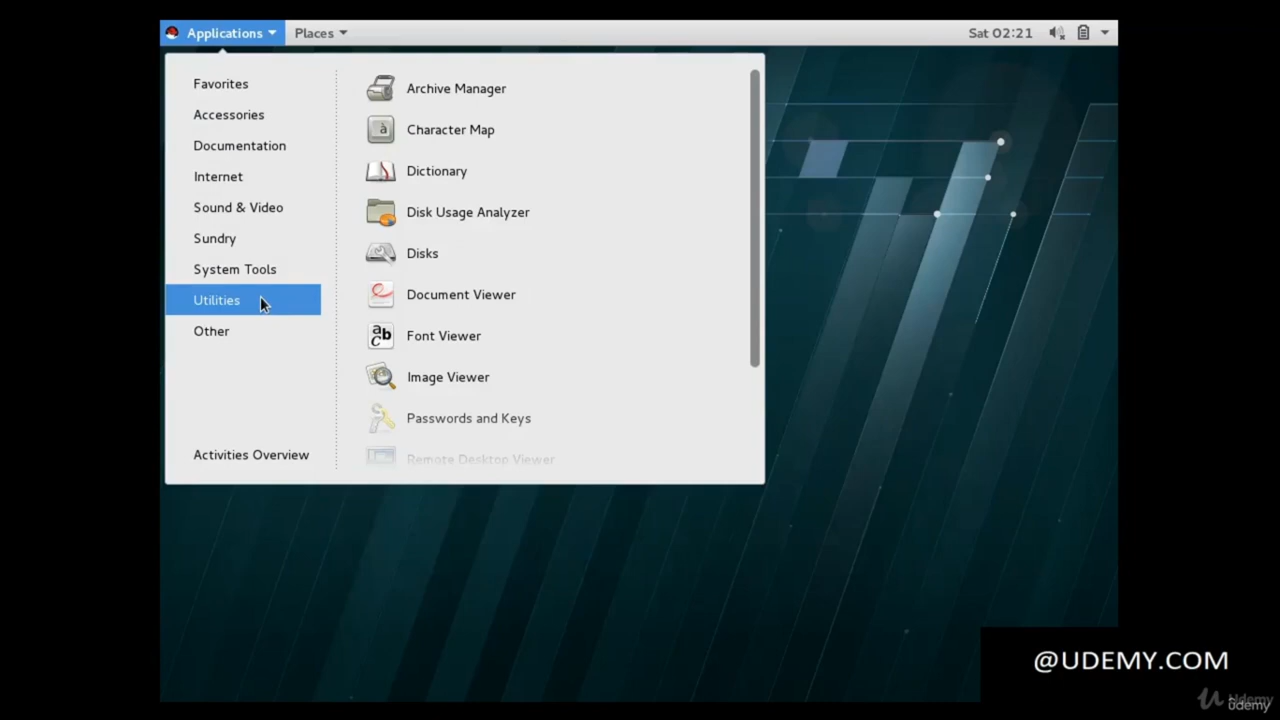 Applications
Places
Sat 02:21
Favorites
Accessories
Documentation
Internet
Sound & Video
Sundry
System Tools
Utilities
Other
Activities Overview
Archive Manager
Character Map
Dictionary
Disk Usage Analyzer
Disks
Document Viewer
Font Viewer
Image Viewer
Passwords and Keys
Remote Desktop Viewer
@UDEMY.COM
Udemy
ûdemy